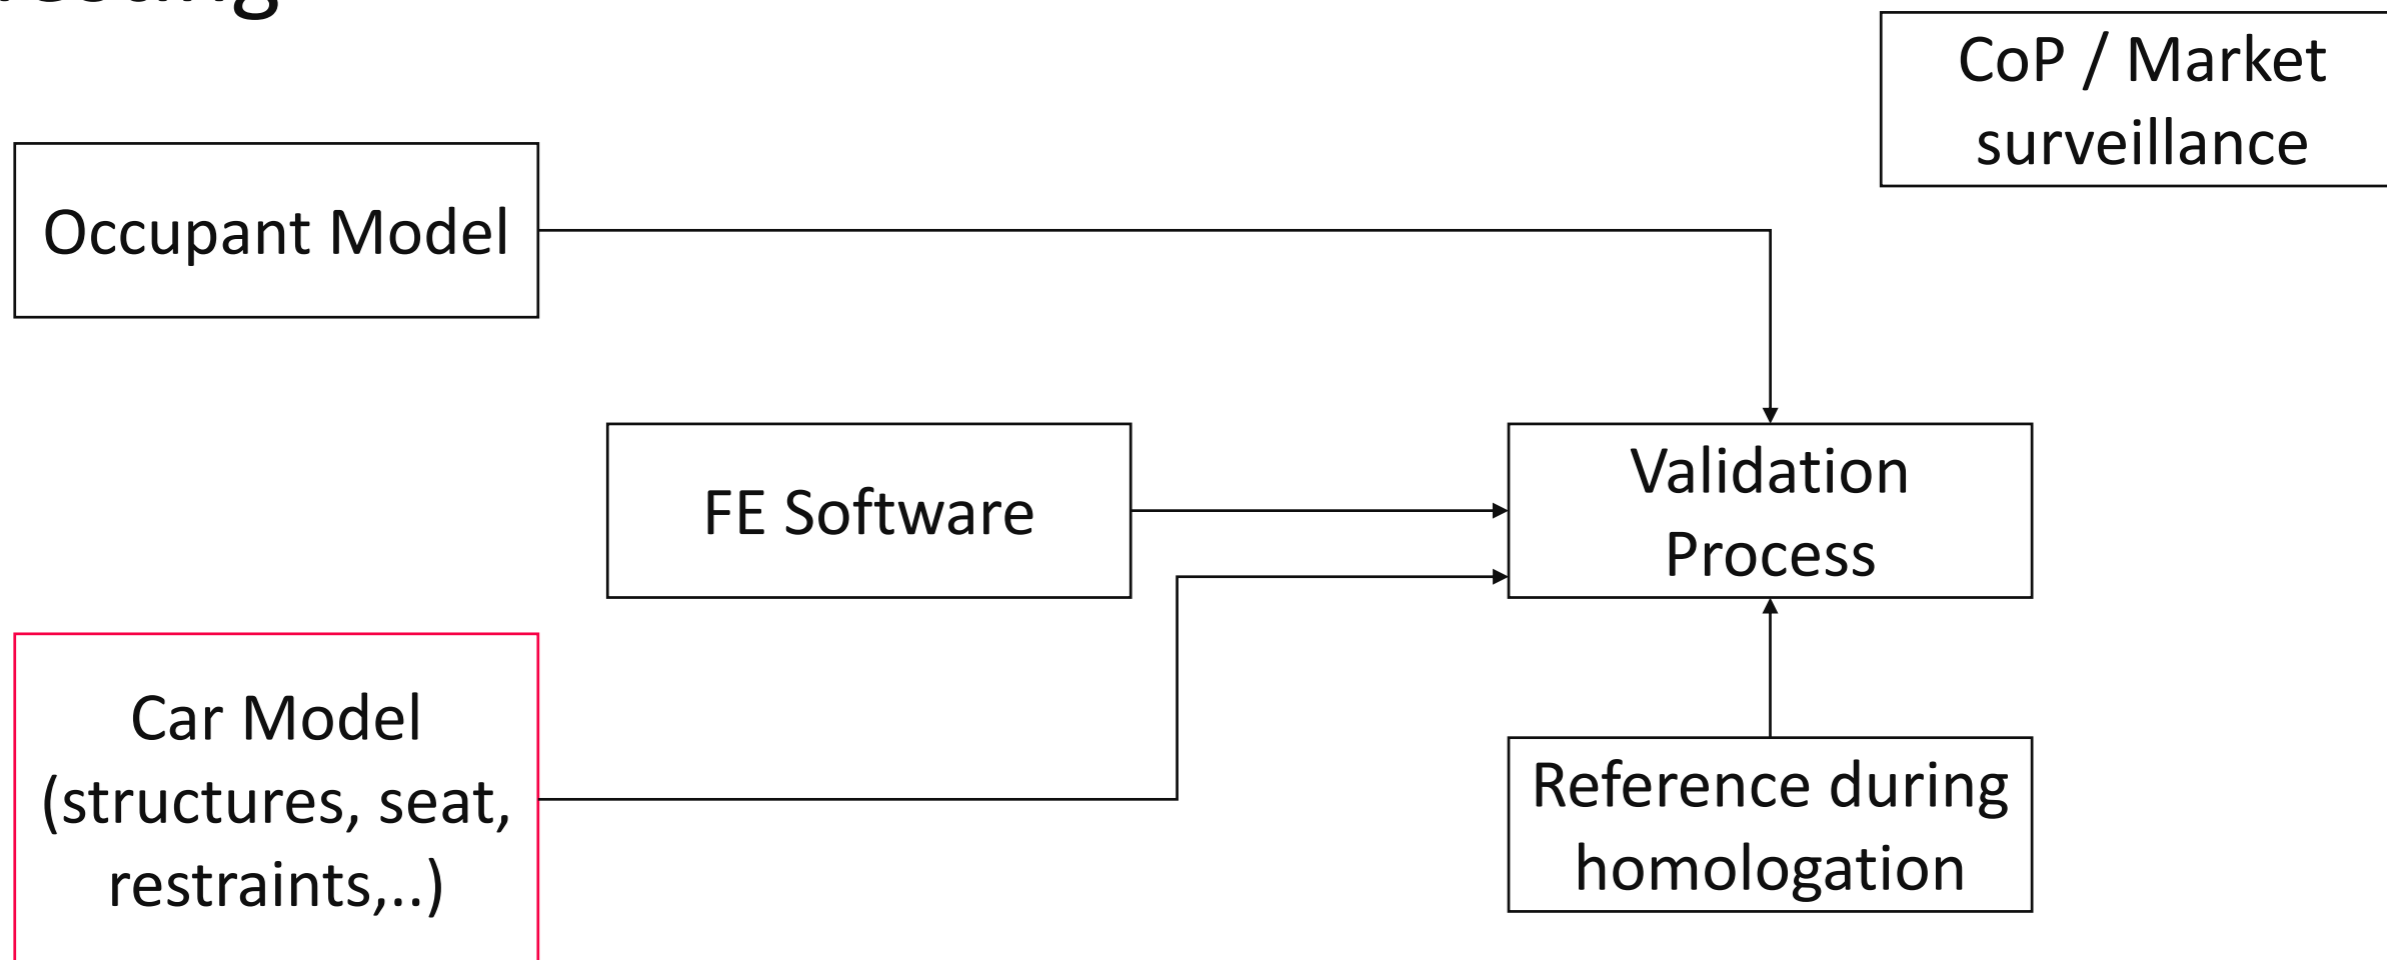 CoP / Market
surveillance
Occupant Model
FE Software
Validation
Process
Car Model
(structures, seat,
restraints,..)
Reference during
homologation